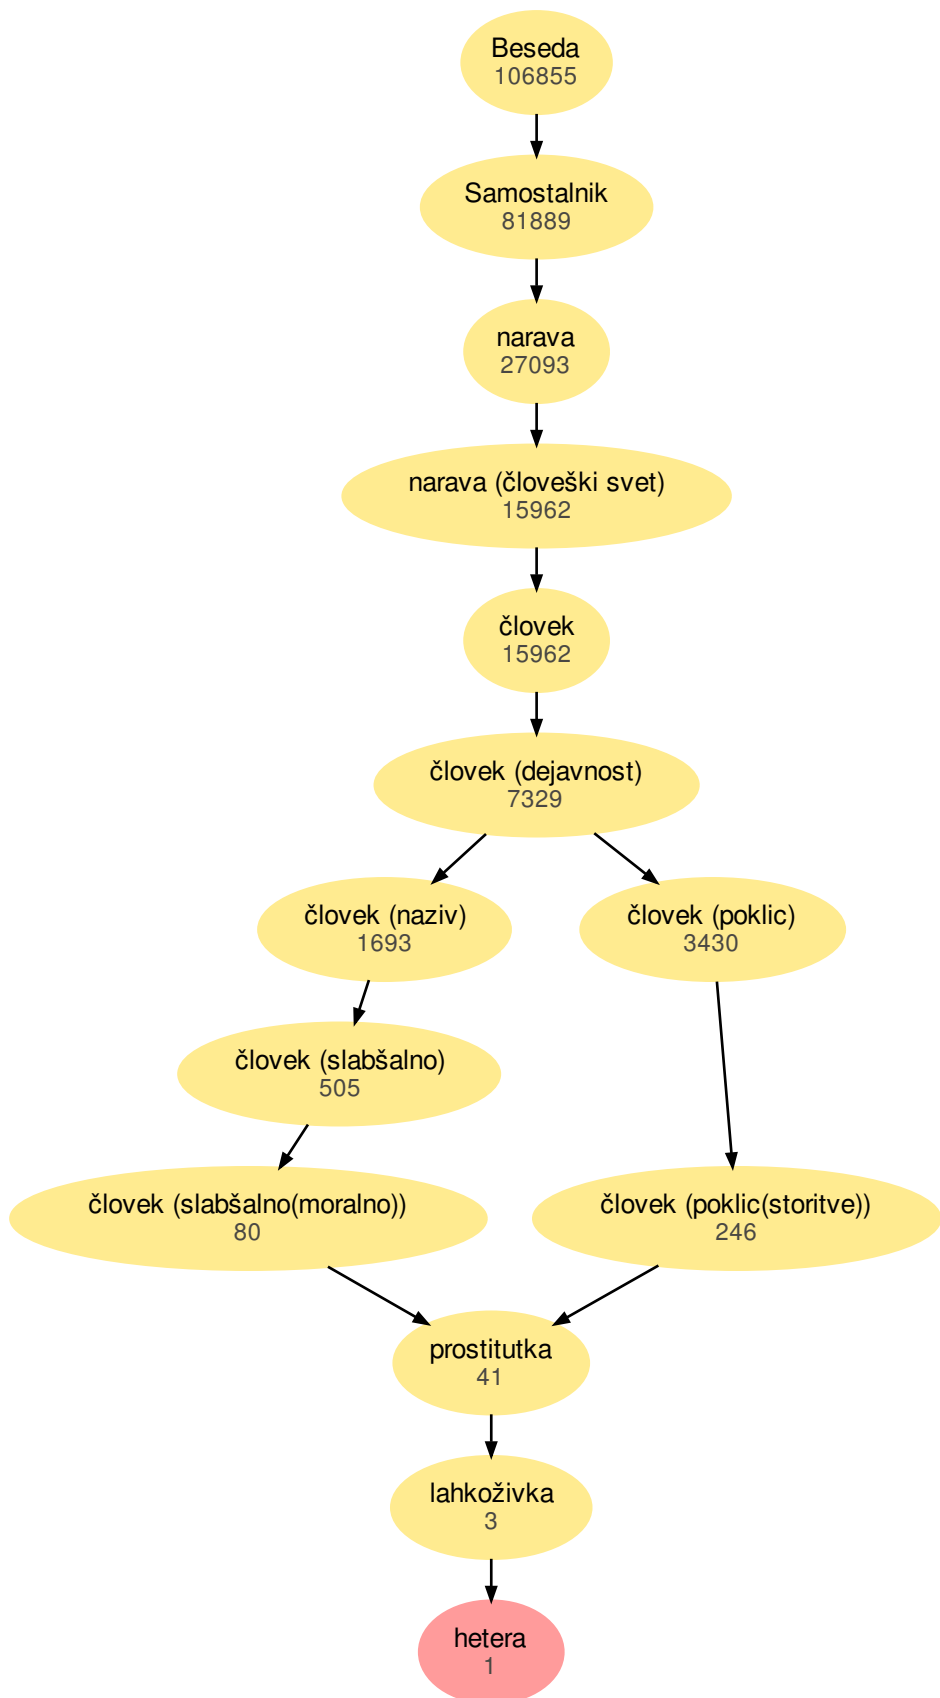 Beseda
106855
Samostalnik
81889
narava
27093
narava (človeški svet)
15962
človek
15962
človek (dejavnost)
7329
človek (naziv)
1693
človek (poklic)
3430
človek (slabšalno)
505
človek (slabšalno(moralno))
80
človek (poklic(storitve))
246
prostitutka
41
lahkoživka
3
hetera
1